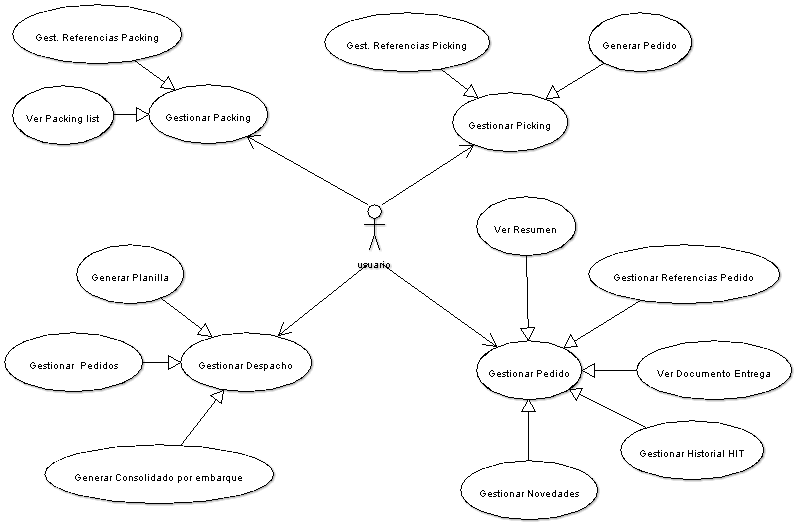 Gest. Referencias Packing
Gest. Referencias Picking
Generar Pedido
Ver Packing list
Gestionar Packing
Gestionar Picking
Ver Resumen
usuario
Generar Planilla
Gestionar Referencias Pedido
Gestionar Pedidos
Gestionar Despacho
Gestionar Pedido
Ver Documento Entrega
Gestionar Historial HIT
Generar Consolidado por embarque
Gestionar Novedades